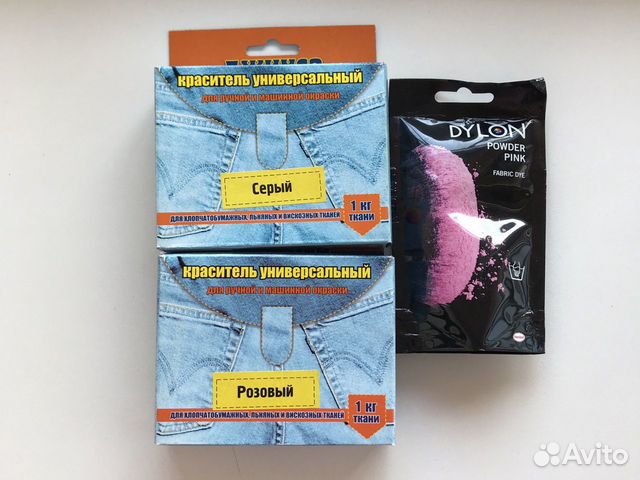 краситель универсальный
для ручной и машинной окраски
Серый
ДЛЯ ХЛОПЧАТОБУМАЖНЫХ, ЛЬНЯНЫХ И ВИСКОЗНЫХ ТКАНЕЙ
1 кг
ткани
краситель универсальный
для ручной и машинной окраски
Розовый
ДЛЯ ХЛОПЧАТОБУМАЖНЫХ, ЛЬНЯНЫХ И ВИСКОЗНЫХ ТКАНЕЙ
1 кг
ткани
DYLON
POWDER
PINK
FABRIC DYE
Avito